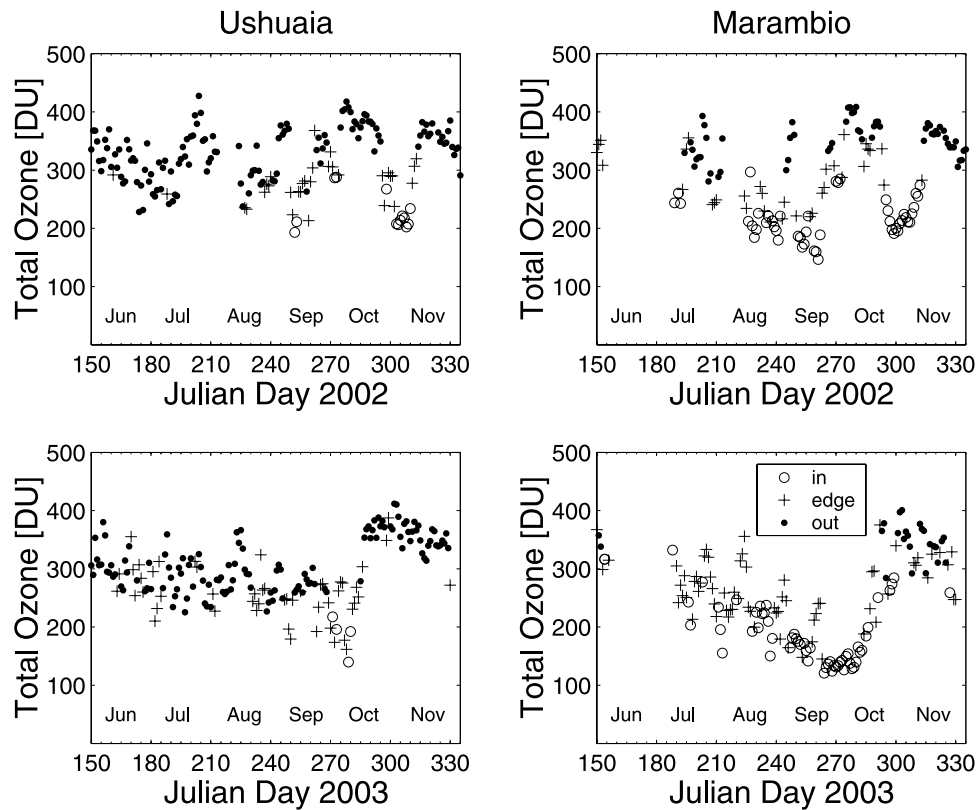 Ushuaia
Marambio
Total Ozone [DU]
500
400
300
200
100
Jun Jul Aug Sep Oct Nov
150 180 210 240 270 300 330
Julian Day 2002
Total Ozone [DU]
500
400
300
200
100
Jun Jul Aug Sep Oct Nov
150 180 210 240 270 300 330
Julian Day 2002
Total Ozone [DU]
500
400
300
200
100
Jun Jul Aug Sep Oct Nov
150 180 210 240 270 300 330
Julian Day 2003
Total Ozone [DU]
500
400
300
200
100
in
edge
out
Jun Jul Aug Sep Oct Nov
150 180 210 240 270 300 330
Julian Day 2003